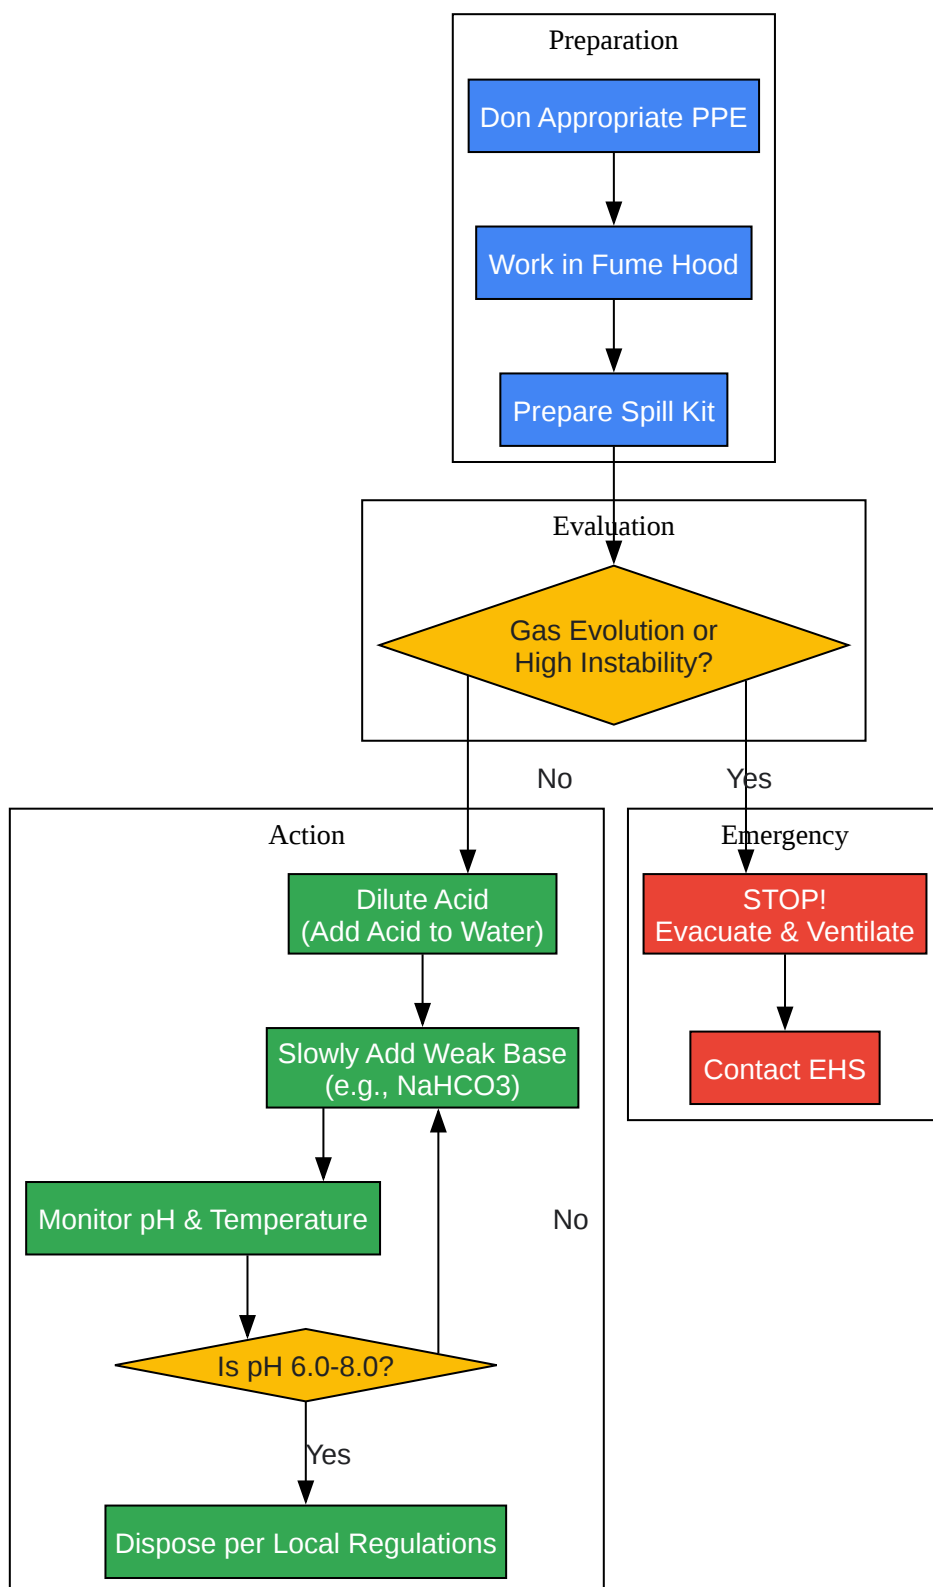 Preparation
Don Appropriate PPE
Work in Fume Hood
Prepare Spill Kit
Evaluation
Gas Evolution or
High Instability?
No
Yes
Action
Dilute Acid
(Add Acid to Water)
Slowly Add Weak Base
(e.g., NaHCO3)
Monitor pH & Temperature
No
Is pH 6.0-8.0?
Yes
Dispose per Local Regulations
Emergency
STOP!
Evacuate & Ventilate
Contact EHS